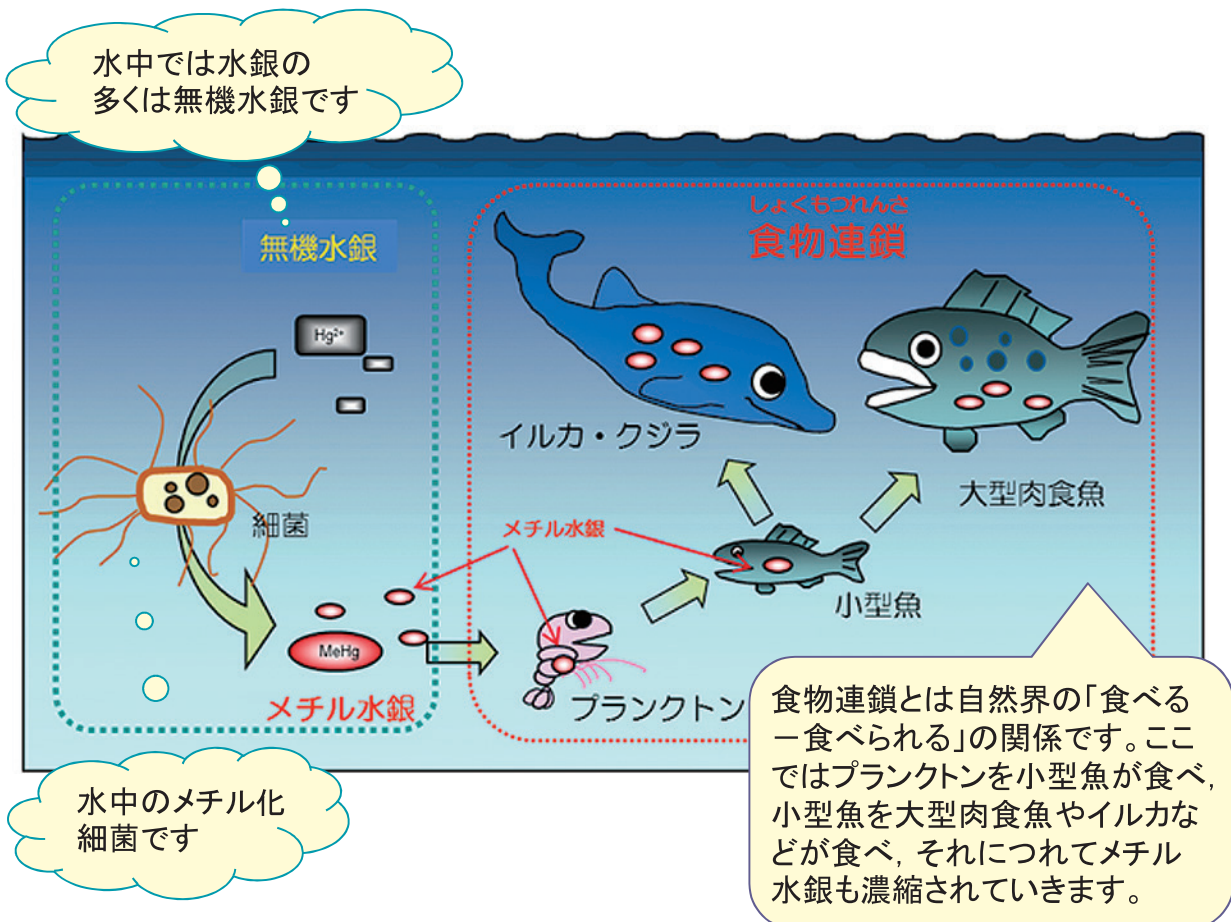 水中では水銀の
多くは無機水銀です
無機水銀
Hg²⁺
細菌
MeHg
メチル水銀
水中のメチル化
細菌です
しょくもつれんさ
食物連鎖
イルカ・クジラ
大型肉食魚
メチル水銀
小型魚
プランクトン
食物連鎖とは自然界の「食べる
－食べられる」の関係です。ここ
ではプランクトンを小型魚が食べ,
小型魚を大型肉食魚やイルカな
どが食べ, それにつれてメチル
水銀も濃縮されていきます。